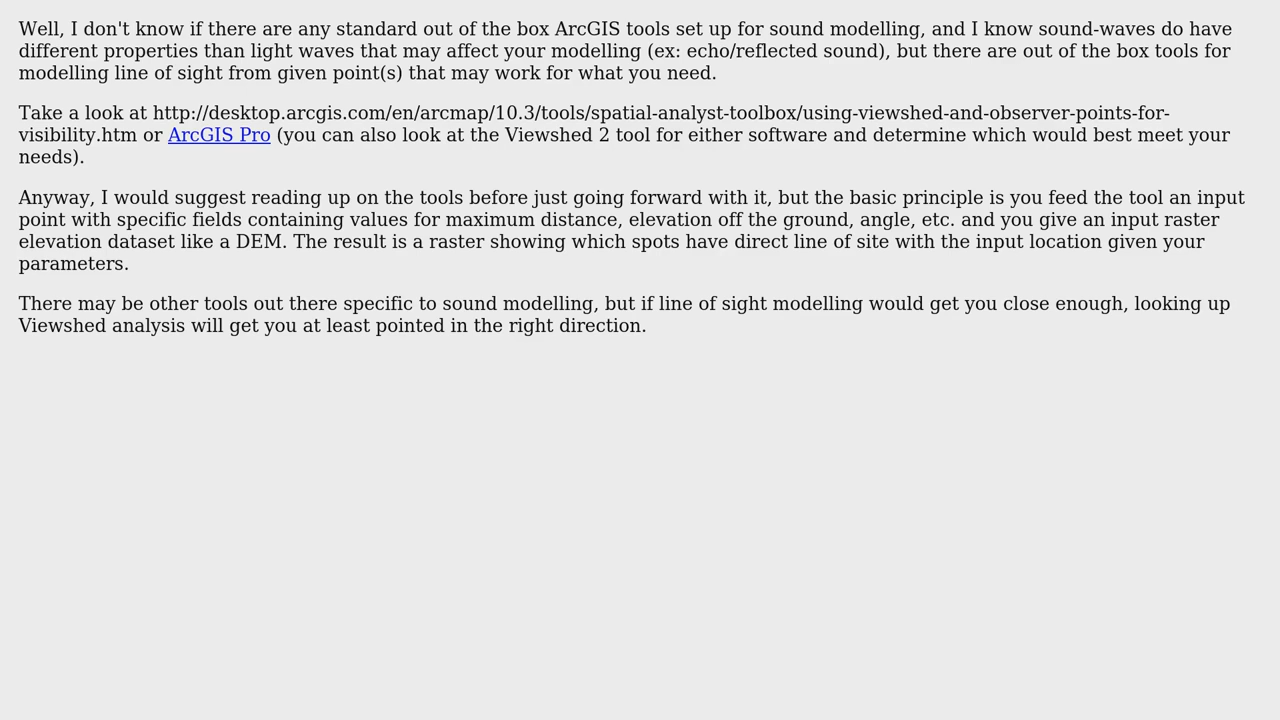 Well, I don't know if there are any standard out of the box ArcGIS tools set up for sound modelling, and I know sound-waves do have
different properties than light waves that may affect your modelling (ex: echo/reflected sound), but there are out of the box tools for
modelling line of sight from given point(s) that may work for what you need.
Take a look at http://desktop.arcgis.com/en/arcmap/10.3/tools/spatial-analyst-toolbox/using-viewshed-and-observer-points-for-
visibility.htm or ArcGIS Pro (you can also look at the Viewshed 2 tool for either software and determine which would best meet your
needs).
Anyway, I would suggest reading up on the tools before just going forward with it, but the basic principle is you feed the tool an input
point with specific fields containing values for maximum distance, elevation off the ground, angle, etc. and you give an input raster
elevation dataset like a DEM. The result is a raster showing which spots have direct line of site with the input location given your
parameters.
There may be other tools out there specific to sound modelling, but if line of sight modelling would get you close enough, looking up
Viewshed analysis will get you at least pointed in the right direction.